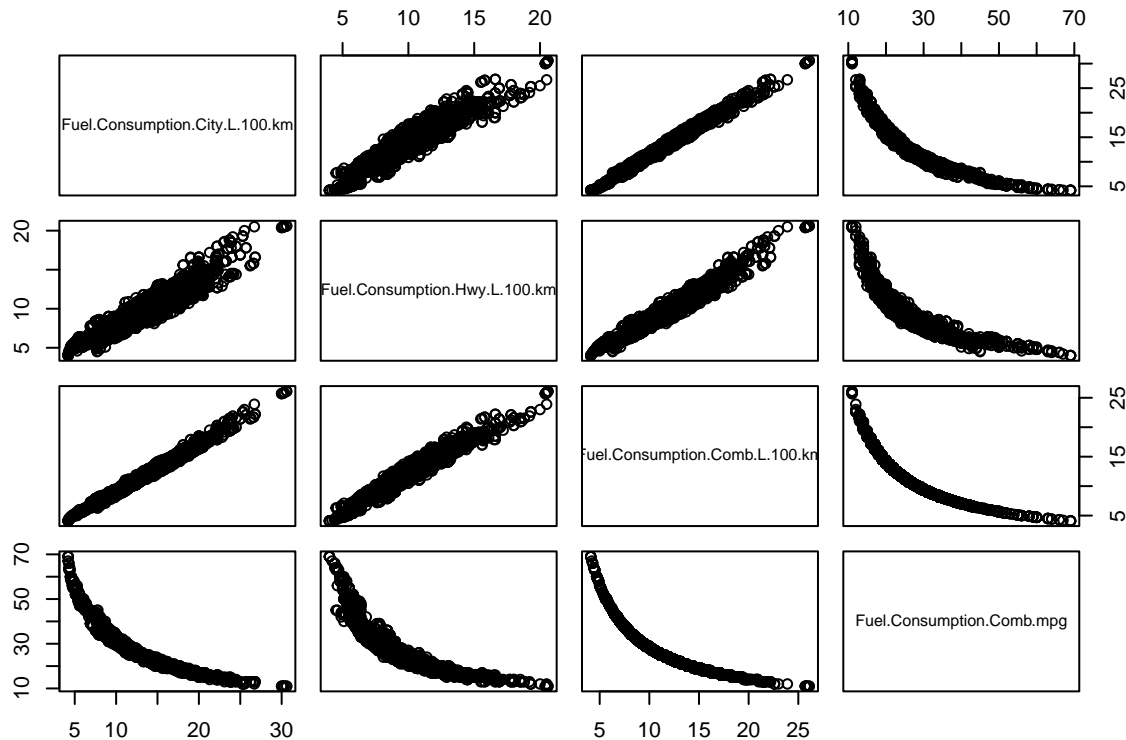 5 10 15 20
10 30 50 70
Fuel.Consumption.City.L.100.km
5 15 25
5 10 20
Fuel.Consumption.Hwy.L.100.km
Fuel.Consumption.Comb.L.100.km
5 15 25
10 30 50 70
Fuel.Consumption.Comb.mpg
5 10 20 30
5 10 15 20 25